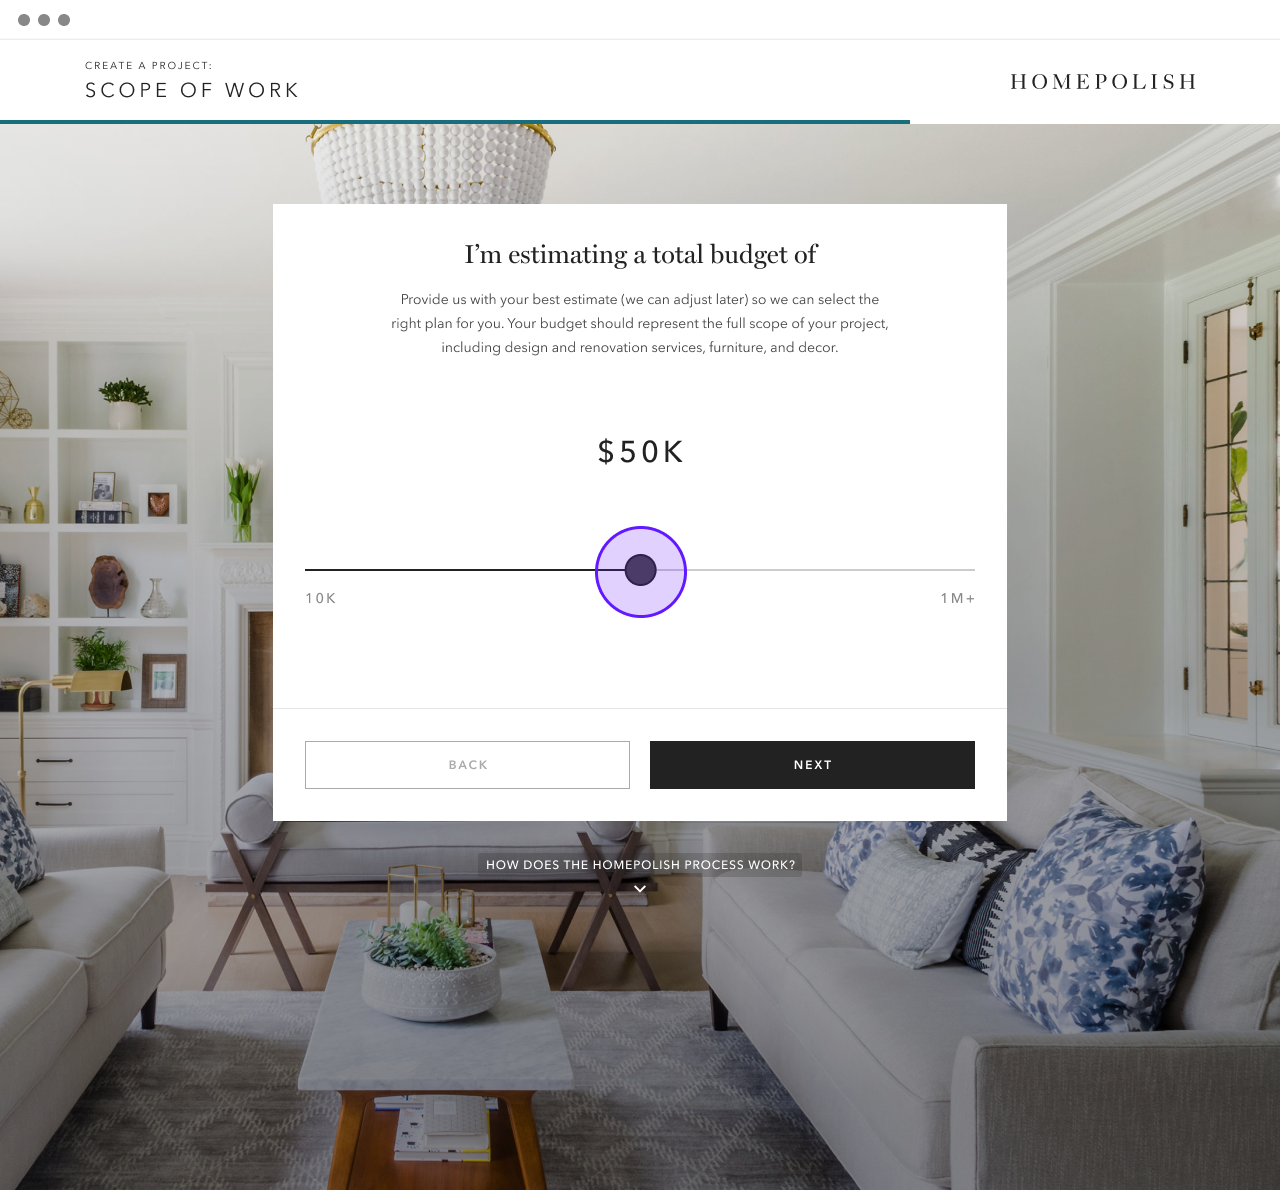 CREATE A PROJECT:
SCOPE OF WORK
HOMEPOLISH
I’m estimating a total budget of
Provide us with your best estimate (we can adjust later) so we can select the
right plan for you. Your budget should represent the full scope of your project,
including design and renovation services, furniture, and decor.
$50K
10K
1M+
BACK
NEXT
HOW DOES THE HOMEPOLISH PROCESS WORK?